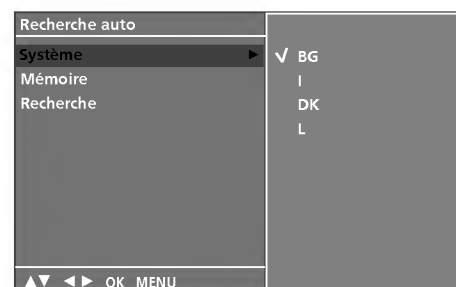 Recherche auto
Système ► √ BG
Mémoire I
Recherche DK
L
▲▼ ◄► OK MENU